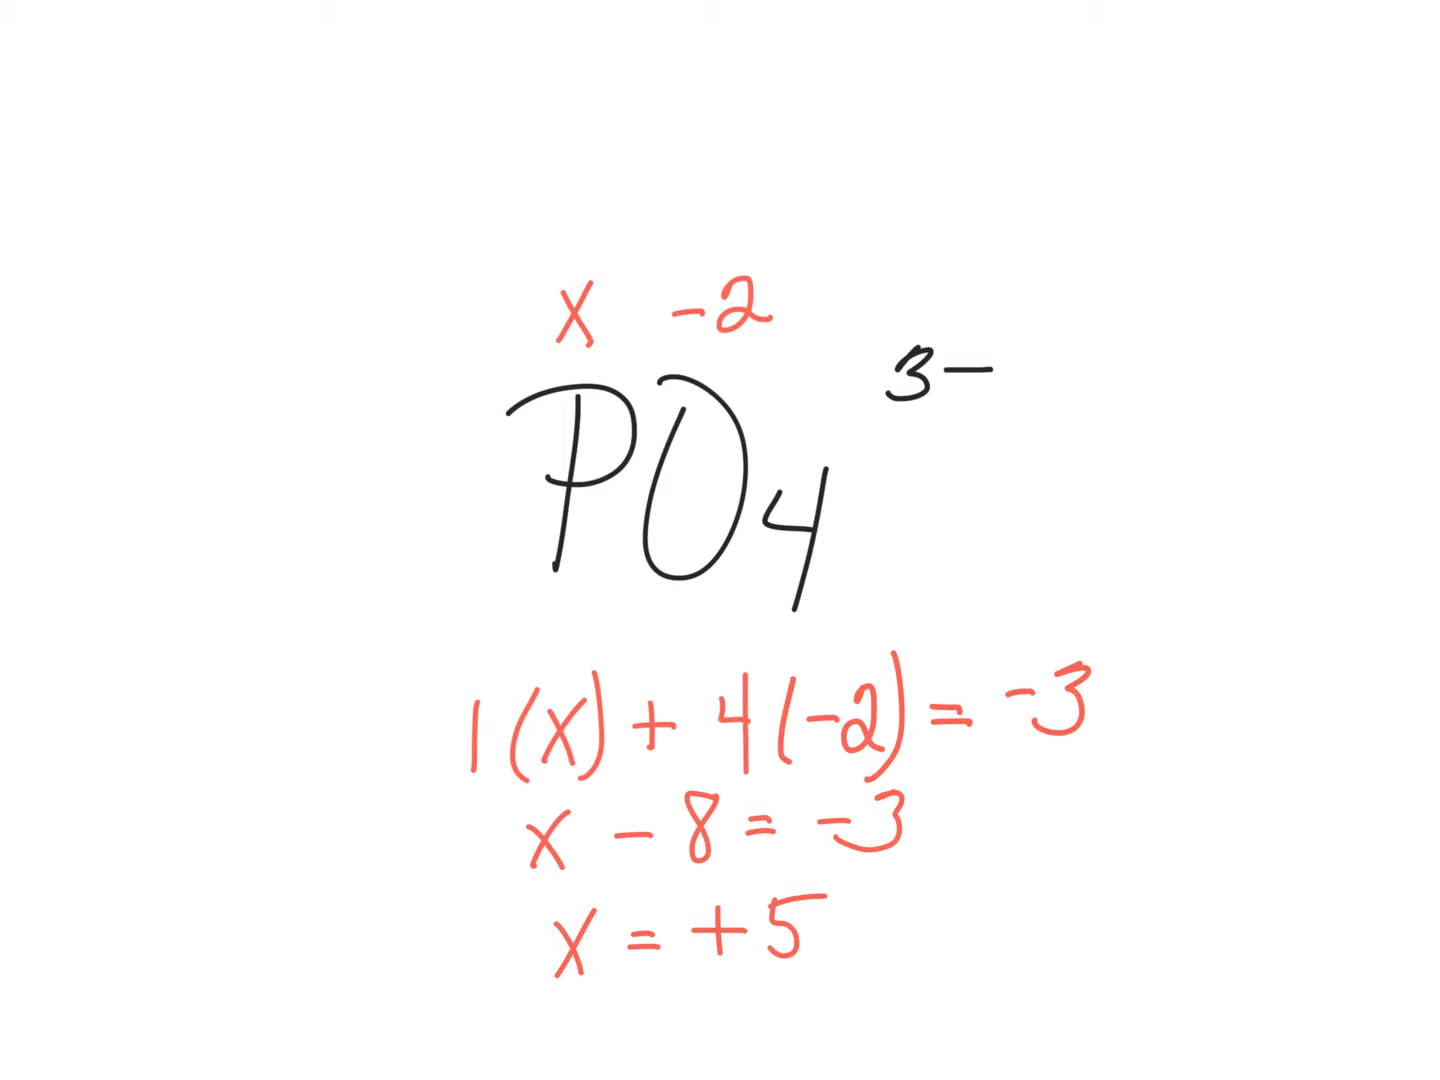 x -2
PO4 3-
1(x) + 4(-2) = -3
x - 8 = -3
x = +5